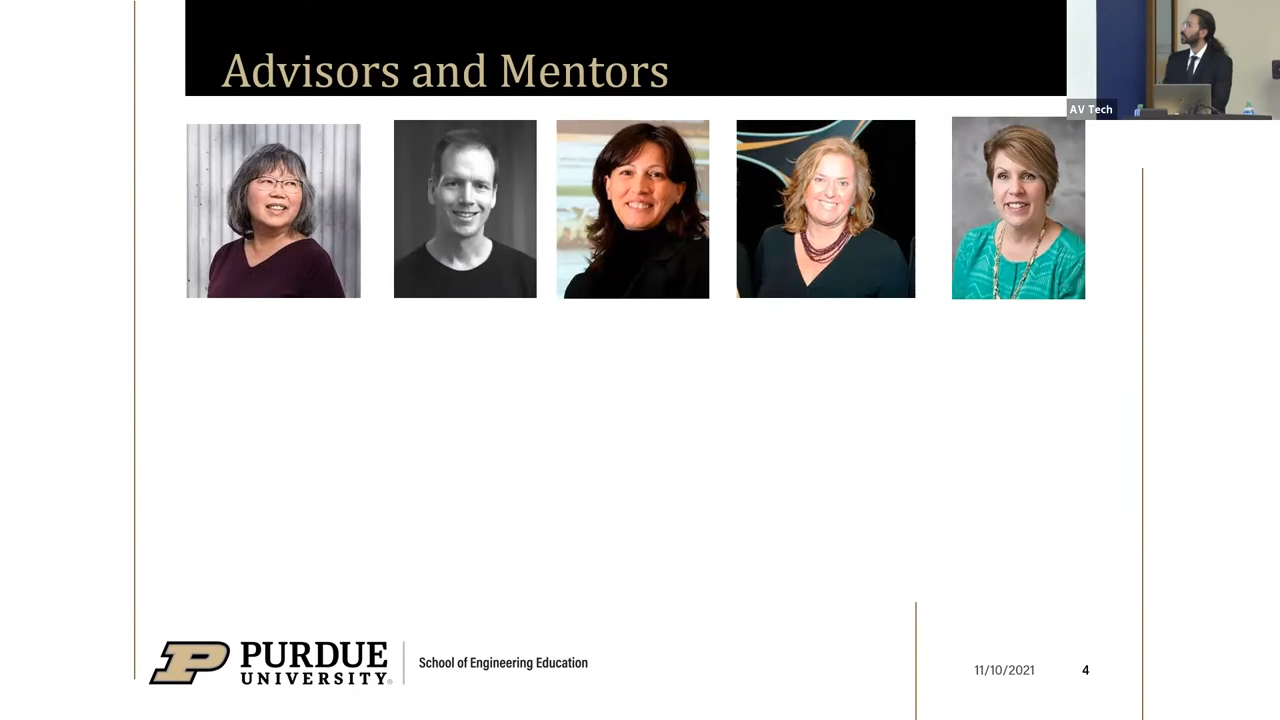 Advisors and Mentors
AV Tech
PURDUE
UNIVERSITY
School of Engineering Education
11/10/2021
4